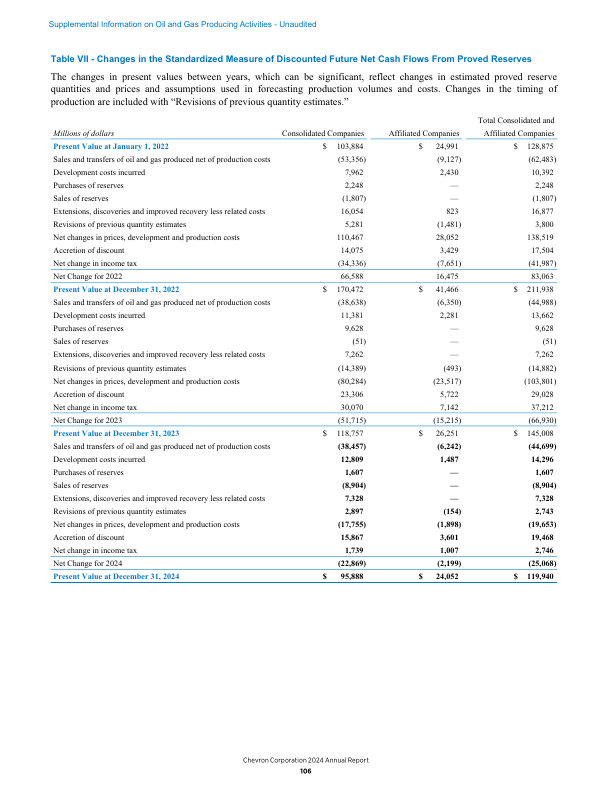 Supplemental Information on Oil and Gas Producing Activities - Unaudited
Table VII - Changes in the Standardized Measure of Discounted Future Net Cash Flows From Proved Reserves
The changes in present values between years, which can be significant, reflect changes in estimated proved reserve
quantities and prices and assumptions used in forecasting production volumes and costs. Changes in the timing of
production are included with “Revisions of previous quantity estimates.”
Total Consolidated and
Millions of dollars Consolidated Companies Affiliated Companies Affiliated Companies
Present Value at January 1, 2022 $ 103,884 $ 24,991 $ 128,875
Sales and transfers of oil and gas produced net of production costs (53,356) (9,127) (62,483)
Development costs incurred 7,962 2,430 10,392
Purchases of reserves 2,248 — 2,248
Sales of reserves (1,807) — (1,807)
Extensions, discoveries and improved recovery less related costs 16,054 823 16,877
Revisions of previous quantity estimates 5,281 (1,481) 3,800
Net changes in prices, development and production costs 110,467 28,052 138,519
Accretion of discount 14,075 3,429 17,504
Net change in income tax (34,336) (7,651) (41,987)
Net Change for 2022 66,588 16,475 83,063
Present Value at December 31, 2022 $ 170,472 $ 41,466 $ 211,938
Sales and transfers of oil and gas produced net of production costs (38,638) (6,350) (44,988)
Development costs incurred 11,381 2,281 13,662
Purchases of reserves 9,628 — 9,628
Sales of reserves (51) — (51)
Extensions, discoveries and improved recovery less related costs 7,262 — 7,262
Revisions of previous quantity estimates (14,389) (493) (14,882)
Net changes in prices, development and production costs (80,284) (23,517) (103,801)
Accretion of discount 23,306 5,722 29,028
Net change in income tax 30,070 7,142 37,212
Net Change for 2023 (51,715) (15,215) (66,930)
Present Value at December 31, 2023 $ 118,757 $ 26,251 $ 145,008
Sales and transfers of oil and gas produced net of production costs (38,457) (6,242) (44,699)
Development costs incurred 12,809 1,487 14,296
Purchases of reserves 1,607 — 1,607
Sales of reserves (8,904) — (8,904)
Extensions, discoveries and improved recovery less related costs 7,328 — 7,328
Revisions of previous quantity estimates 2,897 (154) 2,743
Net changes in prices, development and production costs (17,755) (1,898) (19,653)
Accretion of discount 15,867 3,601 19,468
Net change in income tax 1,739 1,007 2,746
Net Change for 2024 (22,869) (2,199) (25,068)
Present Value at December 31, 2024 $ 95,888 $ 24,052 $ 119,940
Chevron Corporation 2024 Annual Report
106